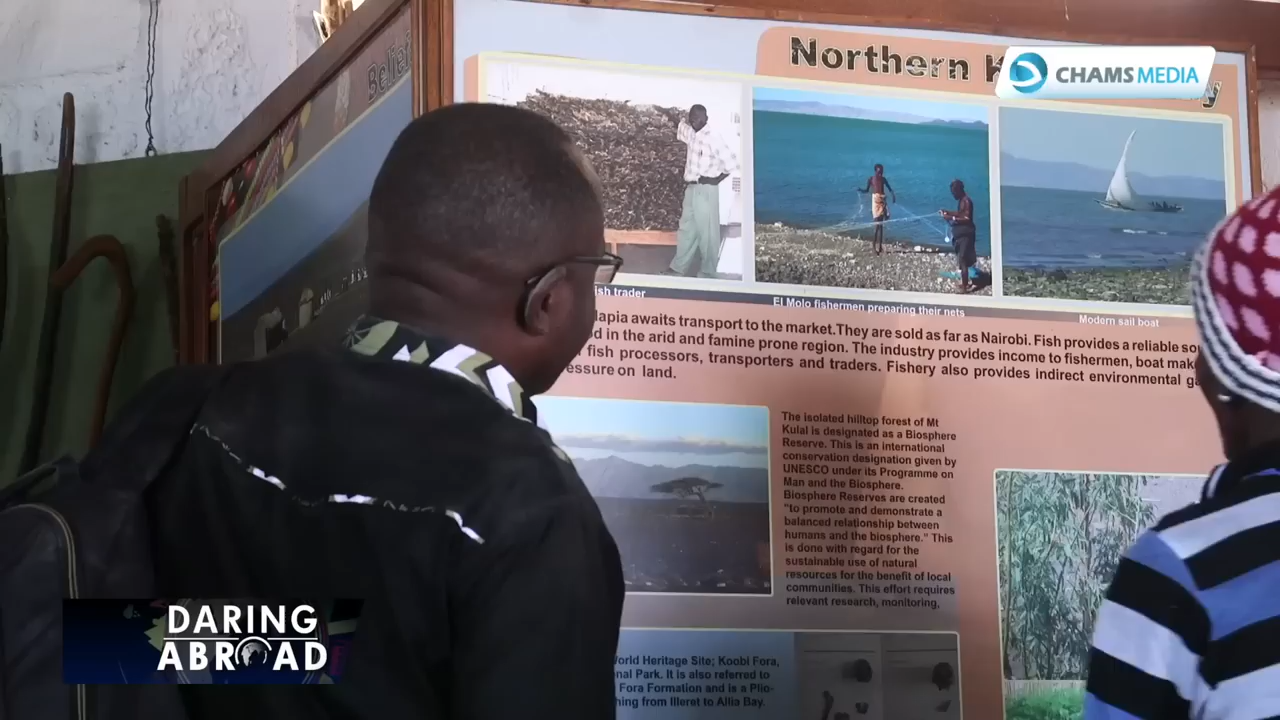 Belief
Northern
CHAMS MEDIA
y
ish trader
El Molo fishermen preparing their nets
Modern sail boat
lapia awaits transport to the market.They are sold as far as Nairobi. Fish provides a reliable sou
d in the arid and famine prone region. The industry provides income to fishermen, boat mak
fish processors, transporters and traders. Fishery also provides indirect environmental ga
essure on land.
The isolated hilltop forest of Mt
Kulal is designated as a Biosphere
Reserve. This is an international
conservation designation given by
UNESCO under its Programme on
Man and the Biosphere.
Biosphere Reserves are created
"to promote and demonstrate a
balanced relationship between
humans and the biosphere." This
is done with regard for the
sustainable use of natural
resources for the benefit of local
communities. This effort requires
relevant research, monitoring,
World Heritage Site; Koobi Fora,
nal Park. It is also referred to
Fora Formation and is a Plio-
hing from Illeret to Allia Bay.
DARING
ABROAD